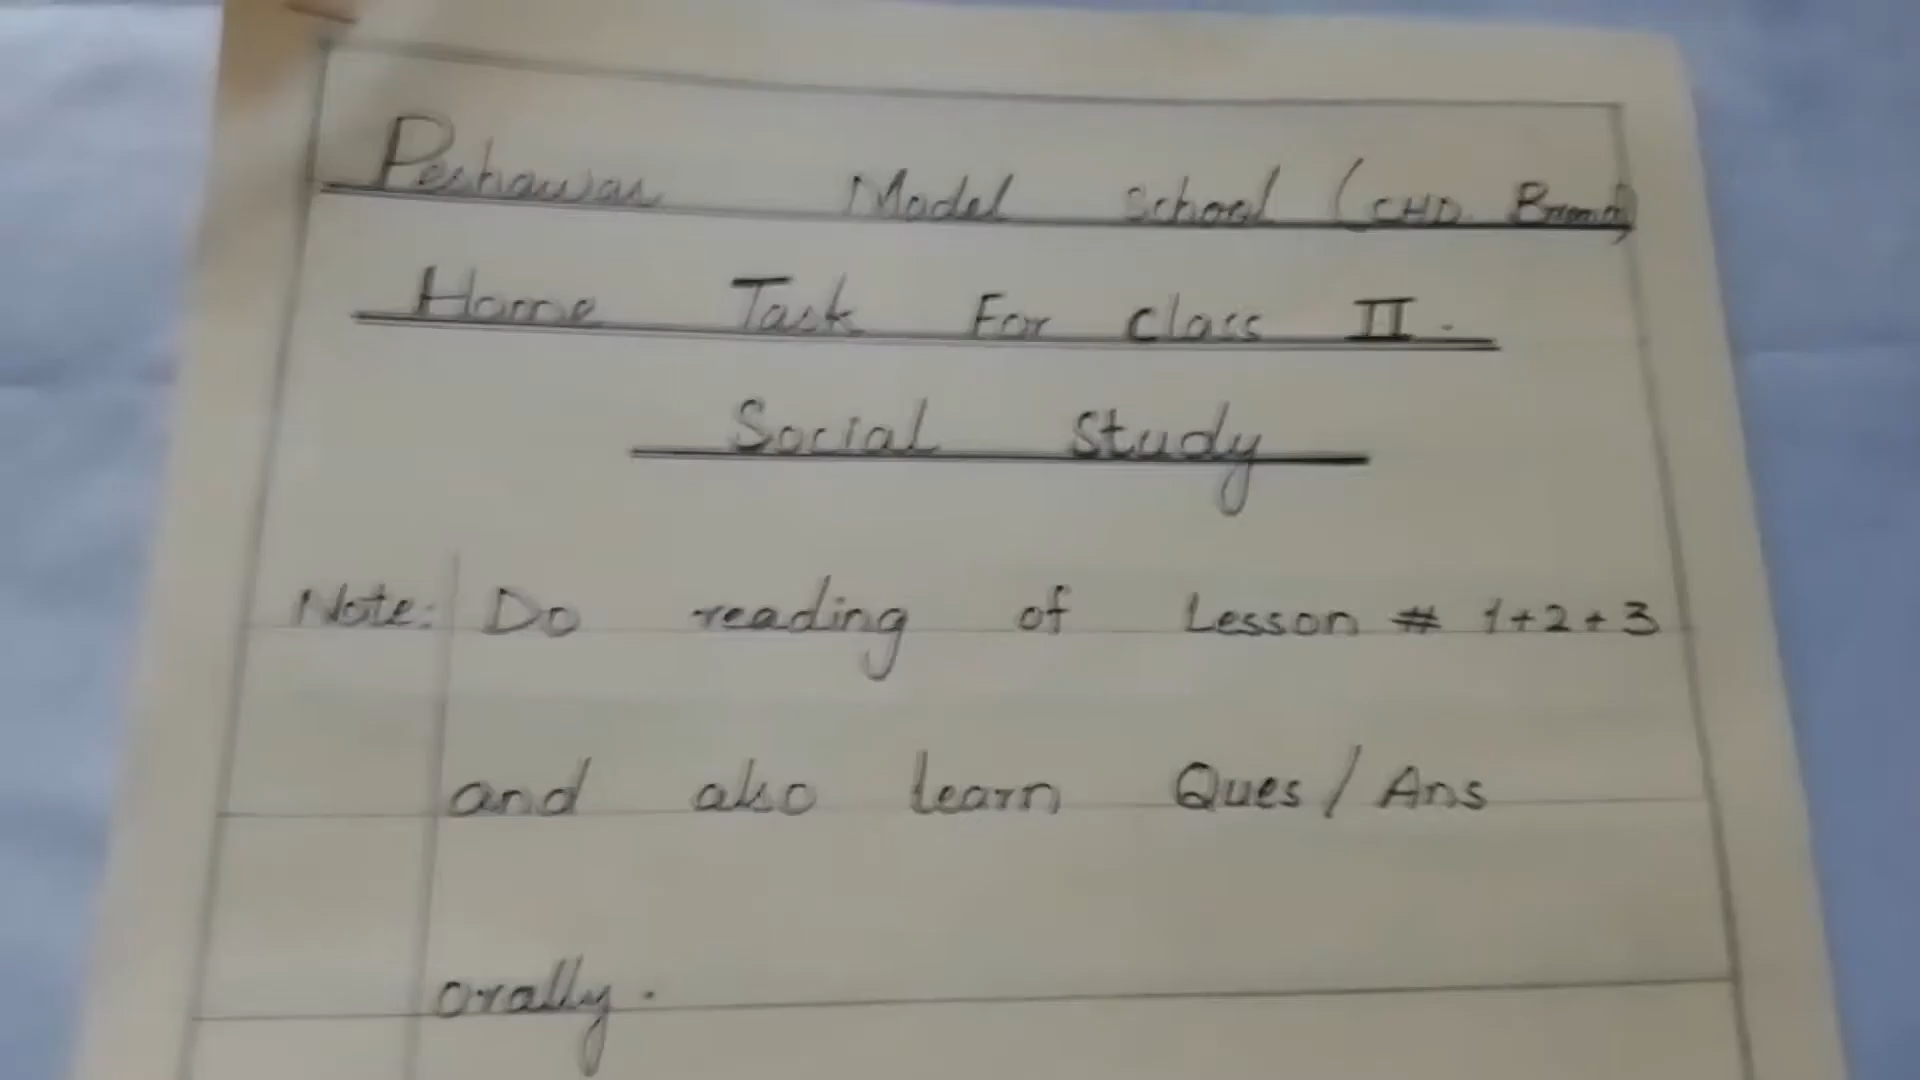 Peshawar Model School (CHD. Branch)
Home Task For Class II.
Social Study
Note: Do reading of Lesson # 1+2+3
and also learn Ques/Ans
orally.